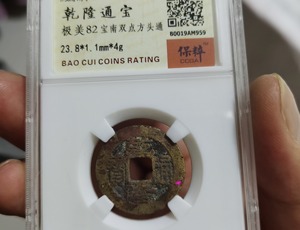 乾隆通宝
极美82宝南双点方头通
23.8*1.1mm*4g
BAO CUI COINS RATING
B0019AM959
保粹
CCGA